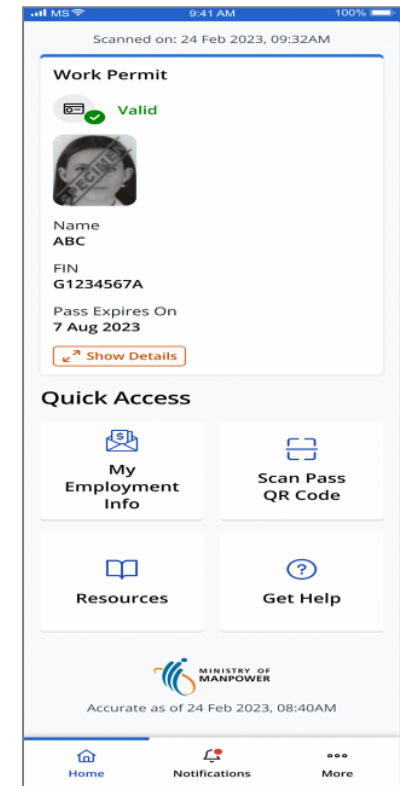 MS 9:41 AM 100%
Scanned on: 24 Feb 2023, 09:32AM
Work Permit
Valid
SPECIMEN
Name
ABC
FIN
G1234567A
Pass Expires On
7 Aug 2023
Show Details
Quick Access
My
Employment
Info
Scan Pass
QR Code
Resources
Get Help
MINISTRY OF
MANPOWER
Accurate as of 24 Feb 2023, 08:40AM
Home
Notifications
More